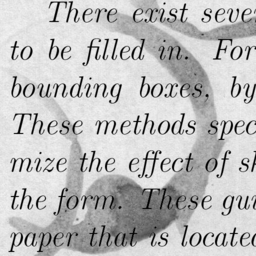 There exist seve
to be filled in. For
bounding boxes, by
These methods spec
mize the effect of sk
the form. These gui
paper that is located